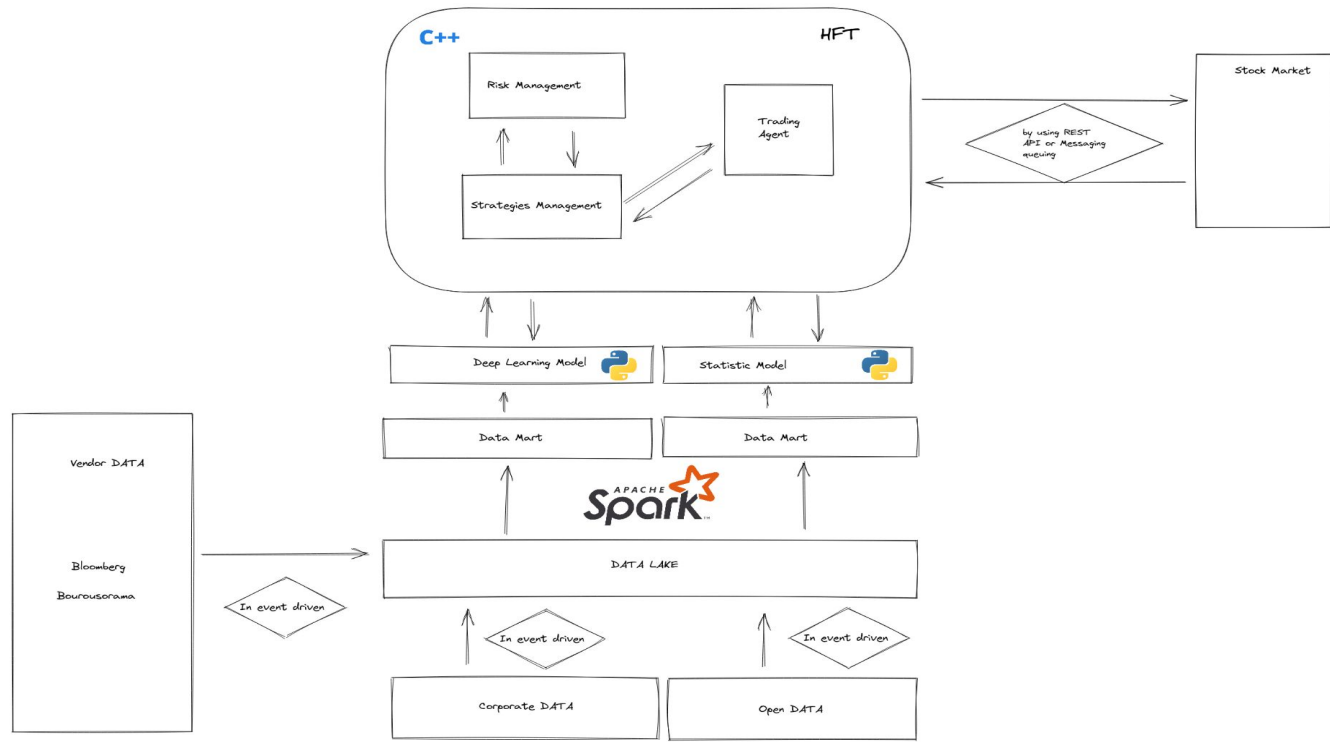 C++
HFT
Risk Management
Trading
Agent
Strategies Management
Stock Market
by using REST
API or Messaging
queuing
Deep Learning Model
Statistic Model
Data Mart
Data Mart
Vendor DATA
Bloomberg
Bourousorama
In event driven
APACHE
Spark
TM
DATA LAKE
In event driven
In event driven
Corporate DATA
Open DATA